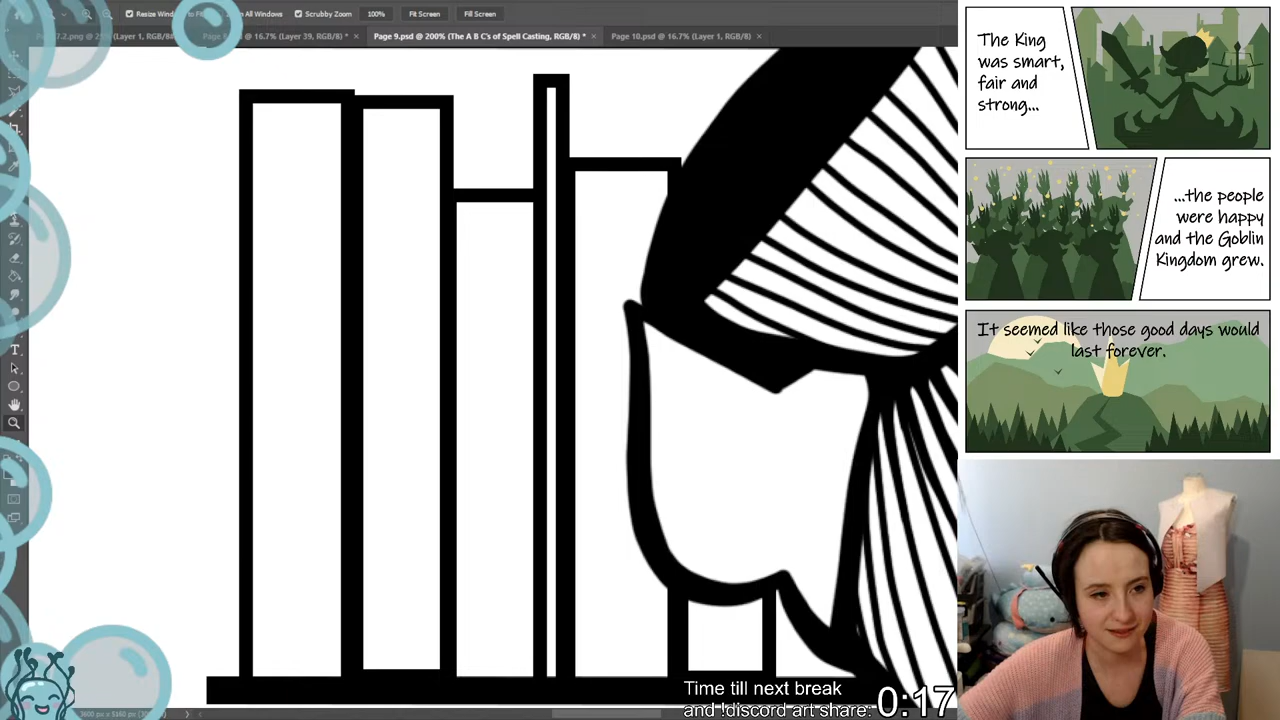 Resize Windows to Fit
All Windows
Scrubby Zoom
100%
Fit Screen
Fill Screen
Page 9.psd @ 200% (The A B C's of Spell Casting, RGB/8) *
Page 10.psd @ 16.7% (Layer 1, RGB/8)
The King
was smart,
fair and
strong...
...the people
were happy
and the Goblin
Kingdom grew.
It seemed like those good days would
last forever.
Time till next break
and !discord art share:
0:17